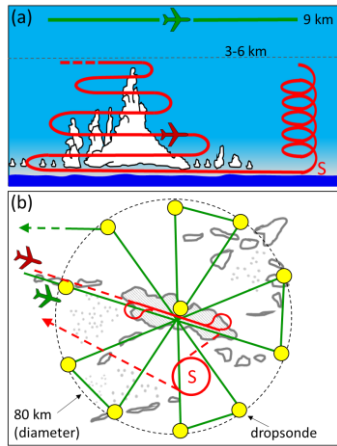 (a)
9 km
3-6 km
S
(b)
S
80 km
(diameter)
dropsonde